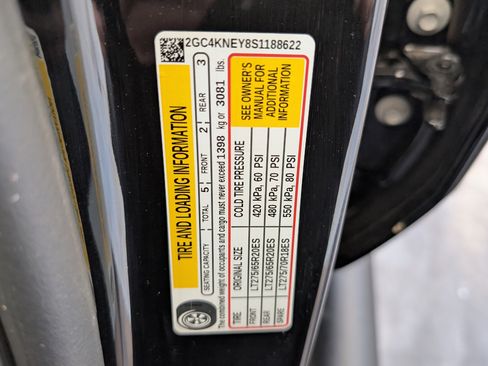 2GC4KNEY8S1188622
TIRE AND LOADING INFORMATION
SEATING CAPACITY TOTAL 5 FRONT 2 REAR 3
The combined weight of occupants and cargo must never exceed 1398 kg or 3081 lbs.
TIRE ORIGINAL SIZE COLD TIRE PRESSURE
FRONT LT275/65R20ES 420 kPa, 60 PSI
REAR LT275/65R20ES 480 kPa, 70 PSI
SPARE LT275/70R18ES 550 kPa, 80 PSI
SEE OWNER'S
MANUAL FOR
ADDITIONAL
INFORMATION